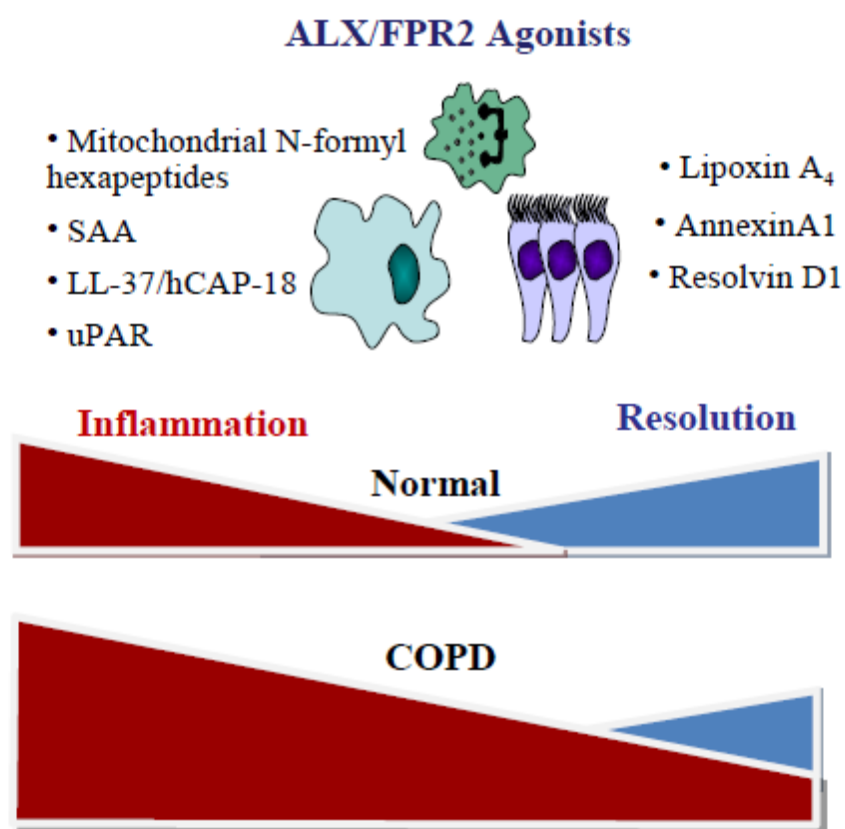 ALX/FPR2 Agonists
• Mitochondrial N-formyl
hexapeptides
• SAA
• LL-37/hCAP-18
• uPAR
• Lipoxin A₄
• AnnexinA1
• Resolvin D1
Inflammation
Resolution
Normal
COPD